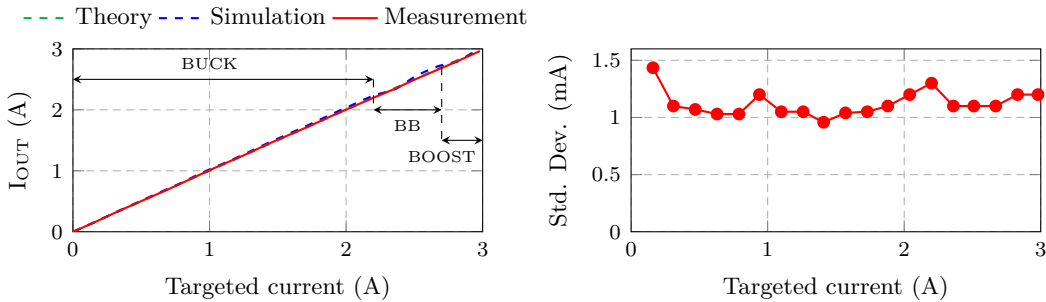 Theory Simulation Measurement
3
2
1
0
I_OUT (A)
BUCK
BB
BOOST
0 1 2 3
Targeted current (A)
1.5
1
0.5
0
Std. Dev. (mA)
0 1 2 3
Targeted current (A)